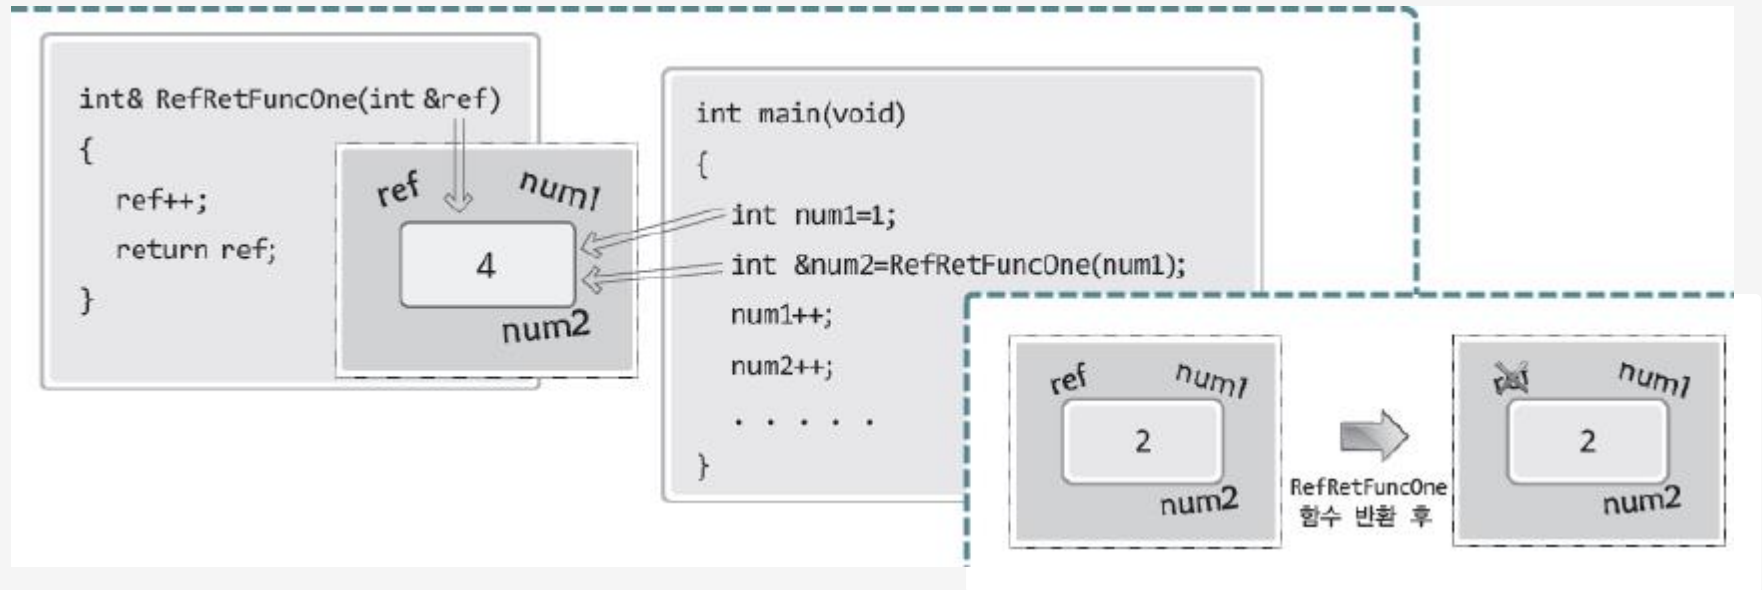 int& RefRetFuncOne(int &ref)
{
ref++;
return ref;
}
ref
num1
4
num2
int main(void)
{
int num1=1;
int &num2=RefRetFuncOne(num1);
num1++;
num2++;
. . . . .
}
ref
num1
2
num2
RefRetFuncOne
함수 반환 후
ref
num1
2
num2